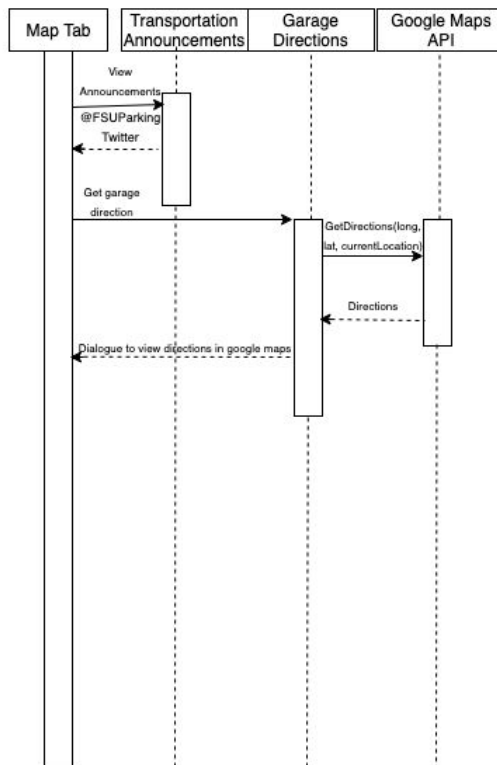 Map Tab
Transportation
Announcements
Garage
Directions
Google Maps
API
View
Announcements
@FSUParking
Twitter
Get garage
direction
GetDirections(long,
lat, currentLocation)
Directions
Dialogue to view directions in google maps